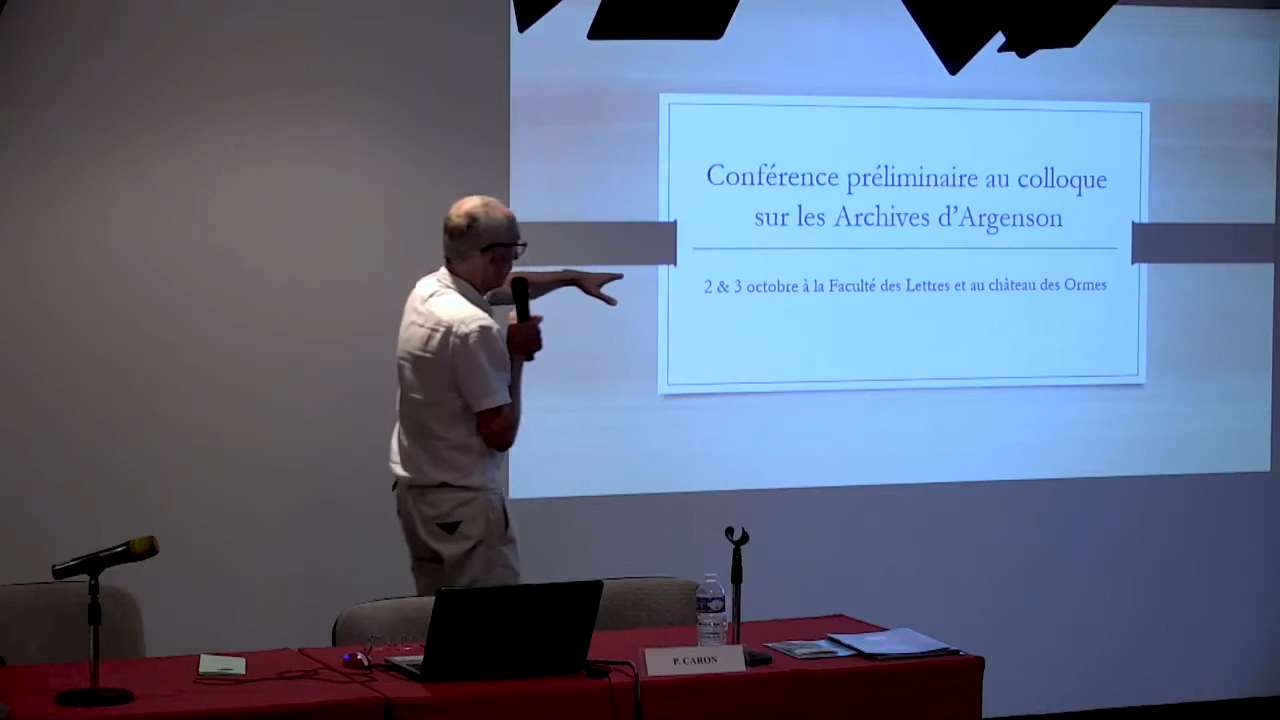 Conférence préliminaire au colloque
sur les Archives d'Argenson
2 & 3 octobre à la Faculté des Lettres et au château des Ormes
P. CARON